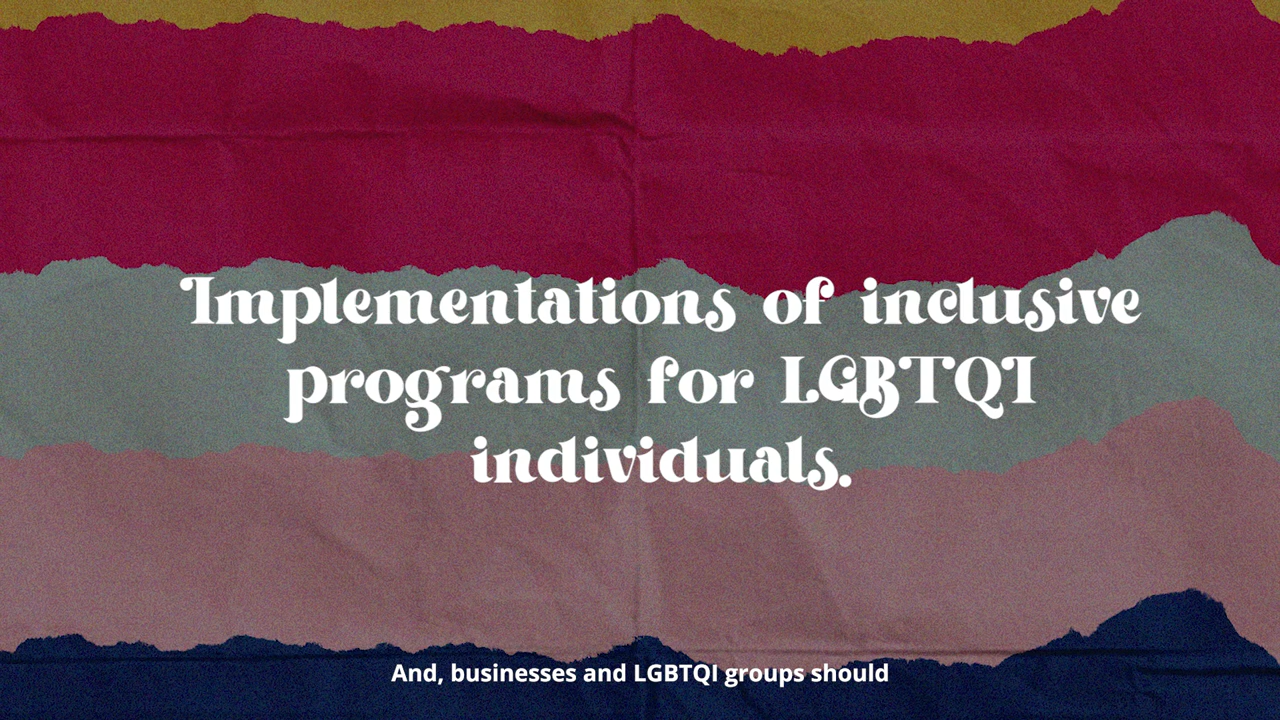 Implementations of inclusive
programs for LGBTQI
individuals.
And, businesses and LGBTQI groups should